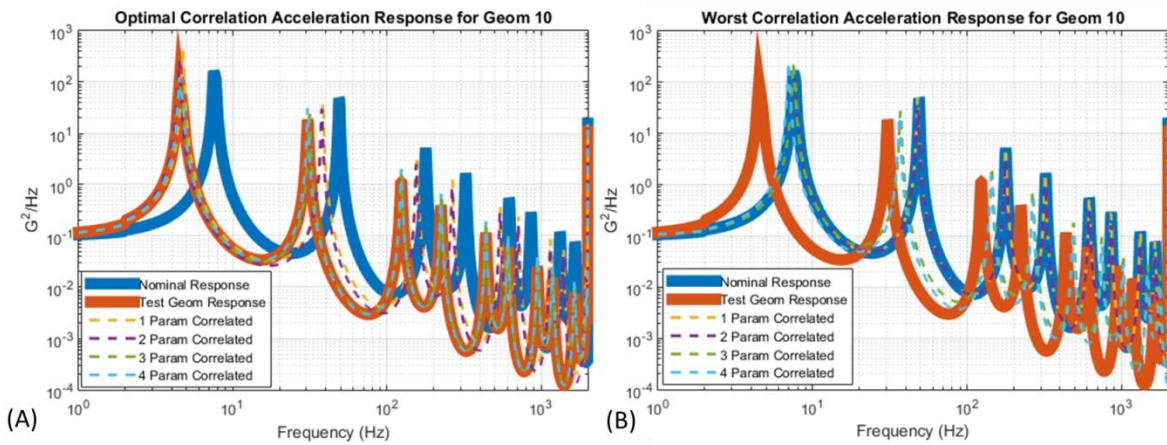 Optimal Correlation Acceleration Response for Geom 10
10³
10²
10¹
10⁰
10⁻¹
10⁻²
10⁻³
10⁻⁴
G²/Hz
Nominal Response
Test Geom Response
1 Param Correlated
2 Param Correlated
3 Param Correlated
4 Param Correlated
10⁰ 10¹ 10² 10³
Frequency (Hz)
(A)
Worst Correlation Acceleration Response for Geom 10
10³
10²
10¹
10⁰
10⁻¹
10⁻²
10⁻³
10⁻⁴
G²/Hz
Nominal Response
Test Geom Response
1 Param Correlated
2 Param Correlated
3 Param Correlated
4 Param Correlated
10⁰ 10¹ 10² 10³
Frequency (Hz)
(B)